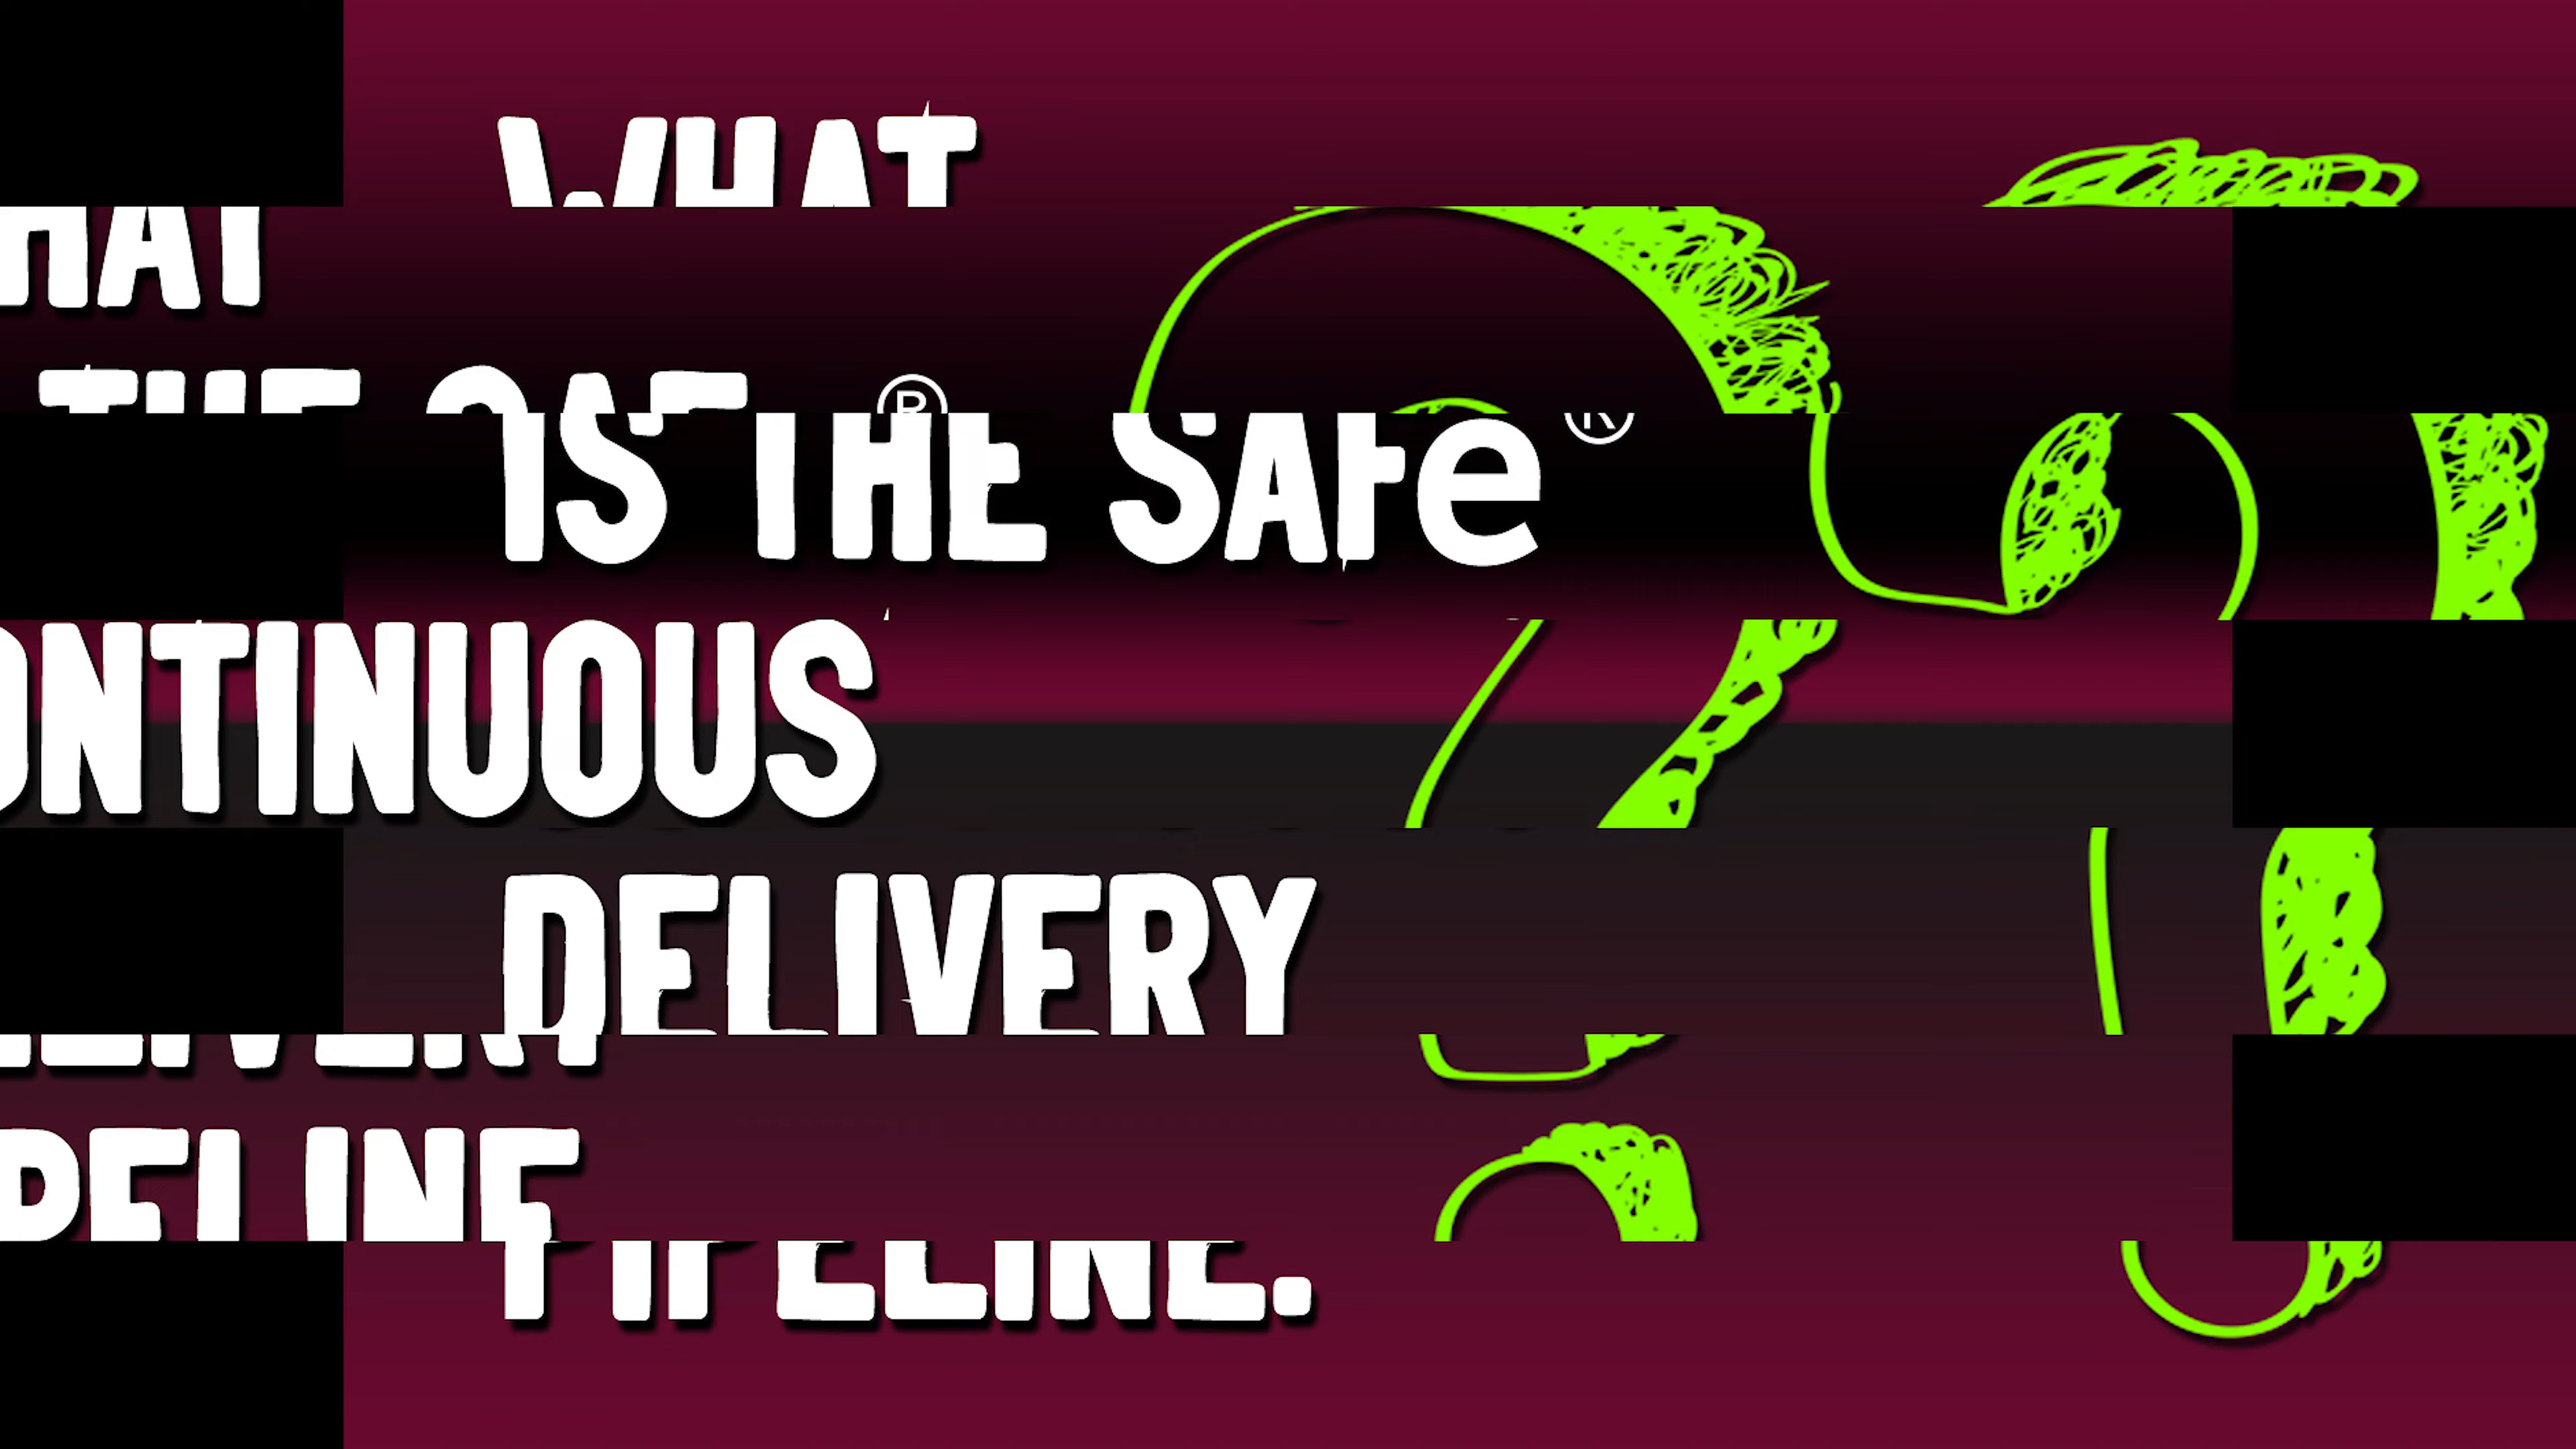 WHAT
IS THE SAFe®
CONTINUOUS
DELIVERY
PIPELINE.